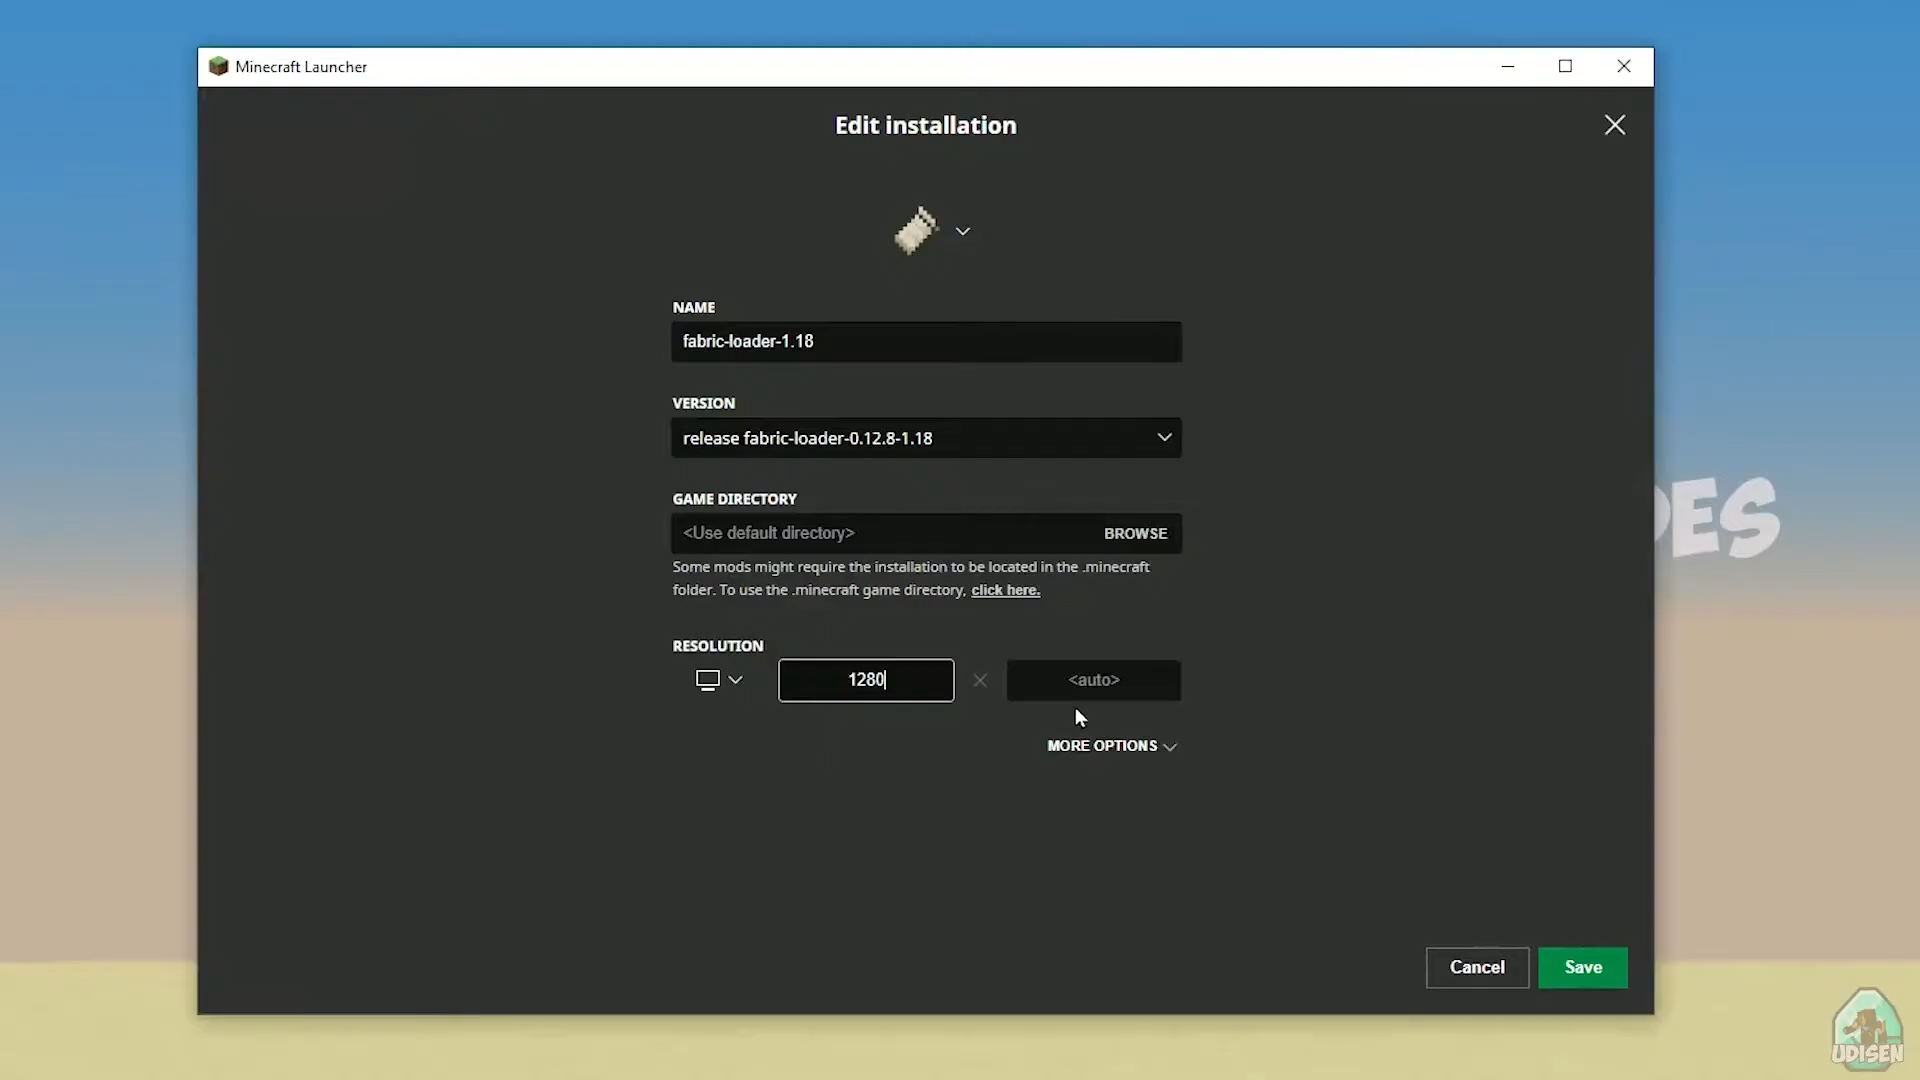 Minecraft Launcher
Edit installation
NAME
fabric-loader-1.18
VERSION
release fabric-loader-0.12.8-1.18
GAME DIRECTORY
<Use default directory>
BROWSE
Some mods might require the installation to be located in the .minecraft
folder. To use the .minecraft game directory, click here.
RESOLUTION
1280
<auto>
MORE OPTIONS
Cancel
Save
UDISEN